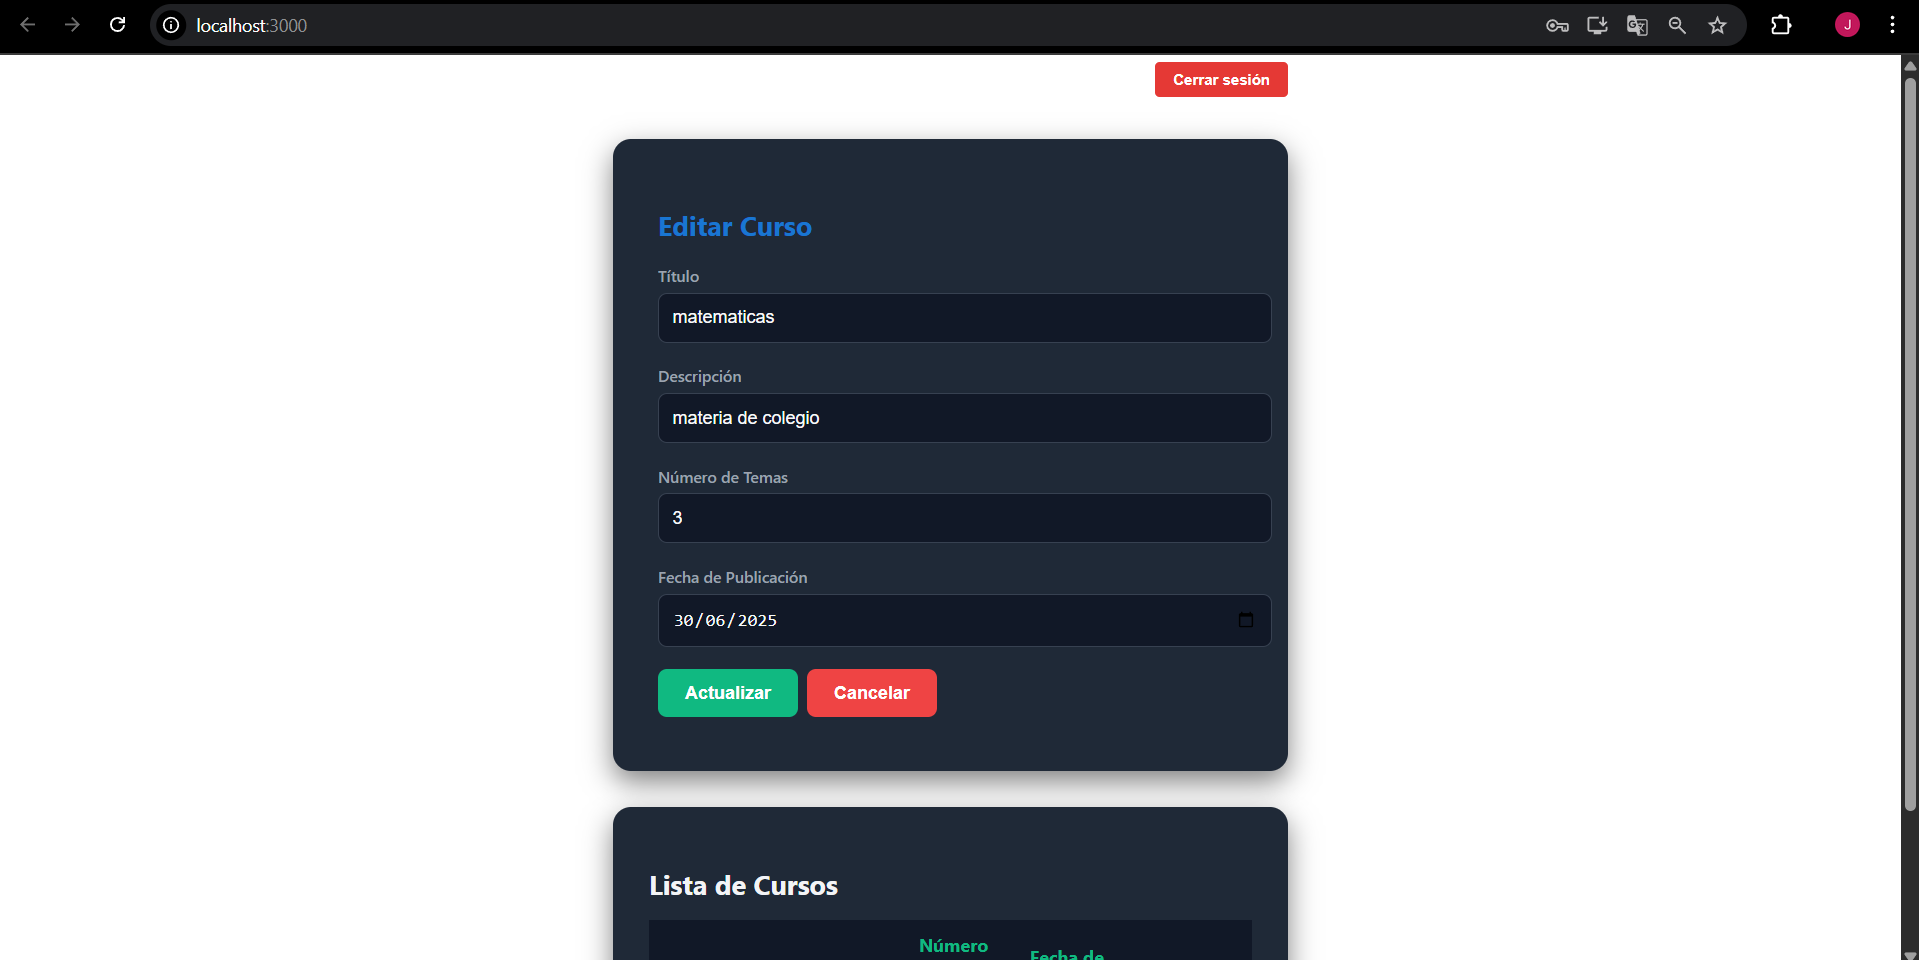 localhost:3000
J
Cerrar sesión
Editar Curso
Título
matematicas
Descripción
materia de colegio
Número de Temas
3
Fecha de Publicación
30/06/2025
Actualizar Cancelar
Lista de Cursos
Número
Fecha de